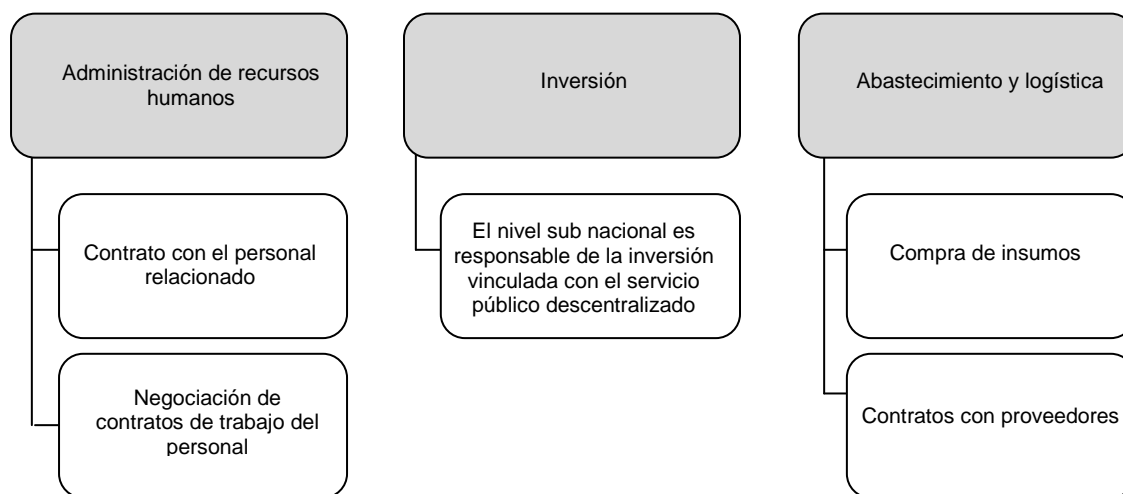 Administración de recursos
humanos
Contrato con el personal
relacionado
Negociación de
contratos de trabajo del
personal
Inversión
El nivel sub nacional es
responsable de la inversión
vinculada con el servicio
público descentralizado
Abastecimiento y logística
Compra de insumos
Contratos con proveedores